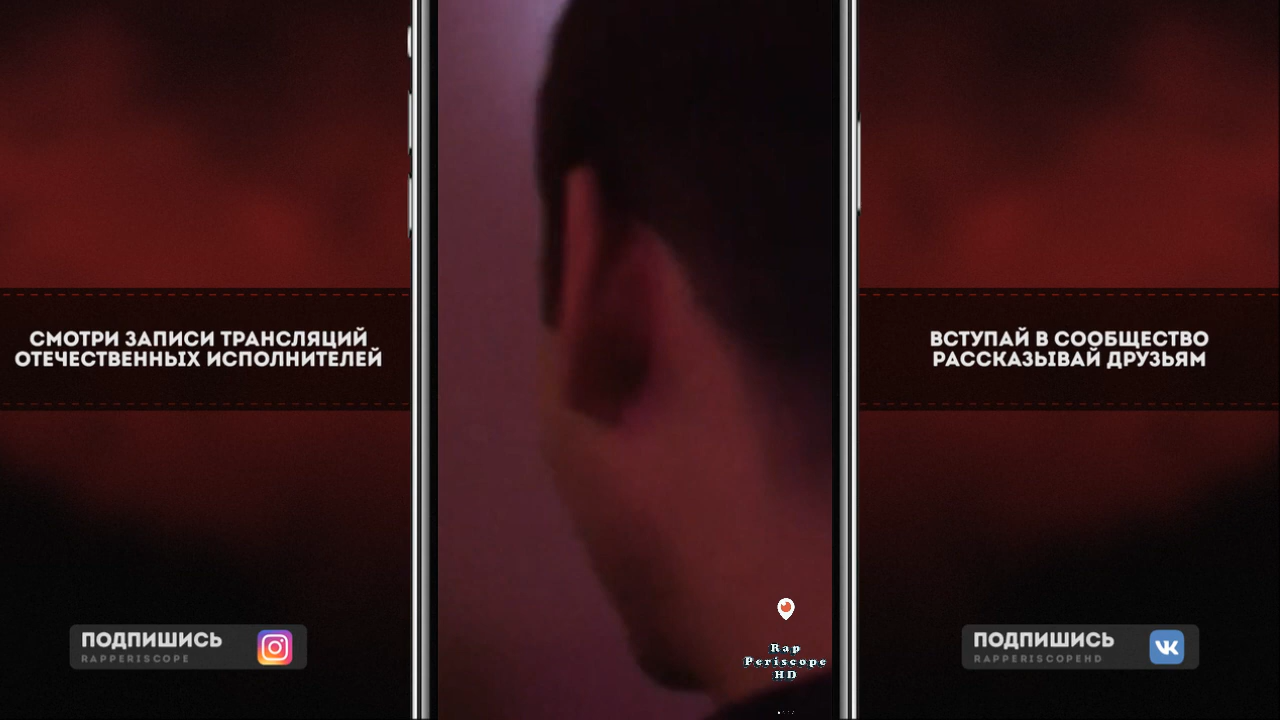 СМОТРИ ЗАПИСИ ТРАНСЛЯЦИЙ
ОТЕЧЕСТВЕННЫХ ИСПОЛНИТЕЛЕЙ
ВСТУПАЙ В СООБЩЕСТВО
РАССКАЗЫВАЙ ДРУЗЬЯМ
ПОДПИШИСЬ
RAPPERISCOPE
Rap
Periscope
HD
ПОДПИШИСЬ
RAPPERISCOPEHD